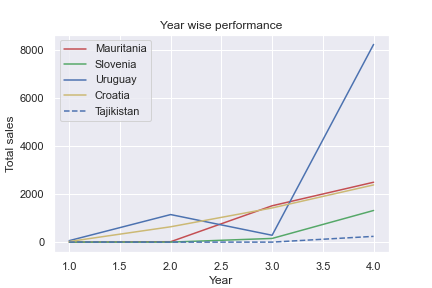 Year wise performance
Mauritania
Slovenia
Uruguay
Croatia
Tajikistan
Total sales
8000
6000
4000
2000
0
1.0 1.5 2.0 2.5 3.0 3.5 4.0
Year